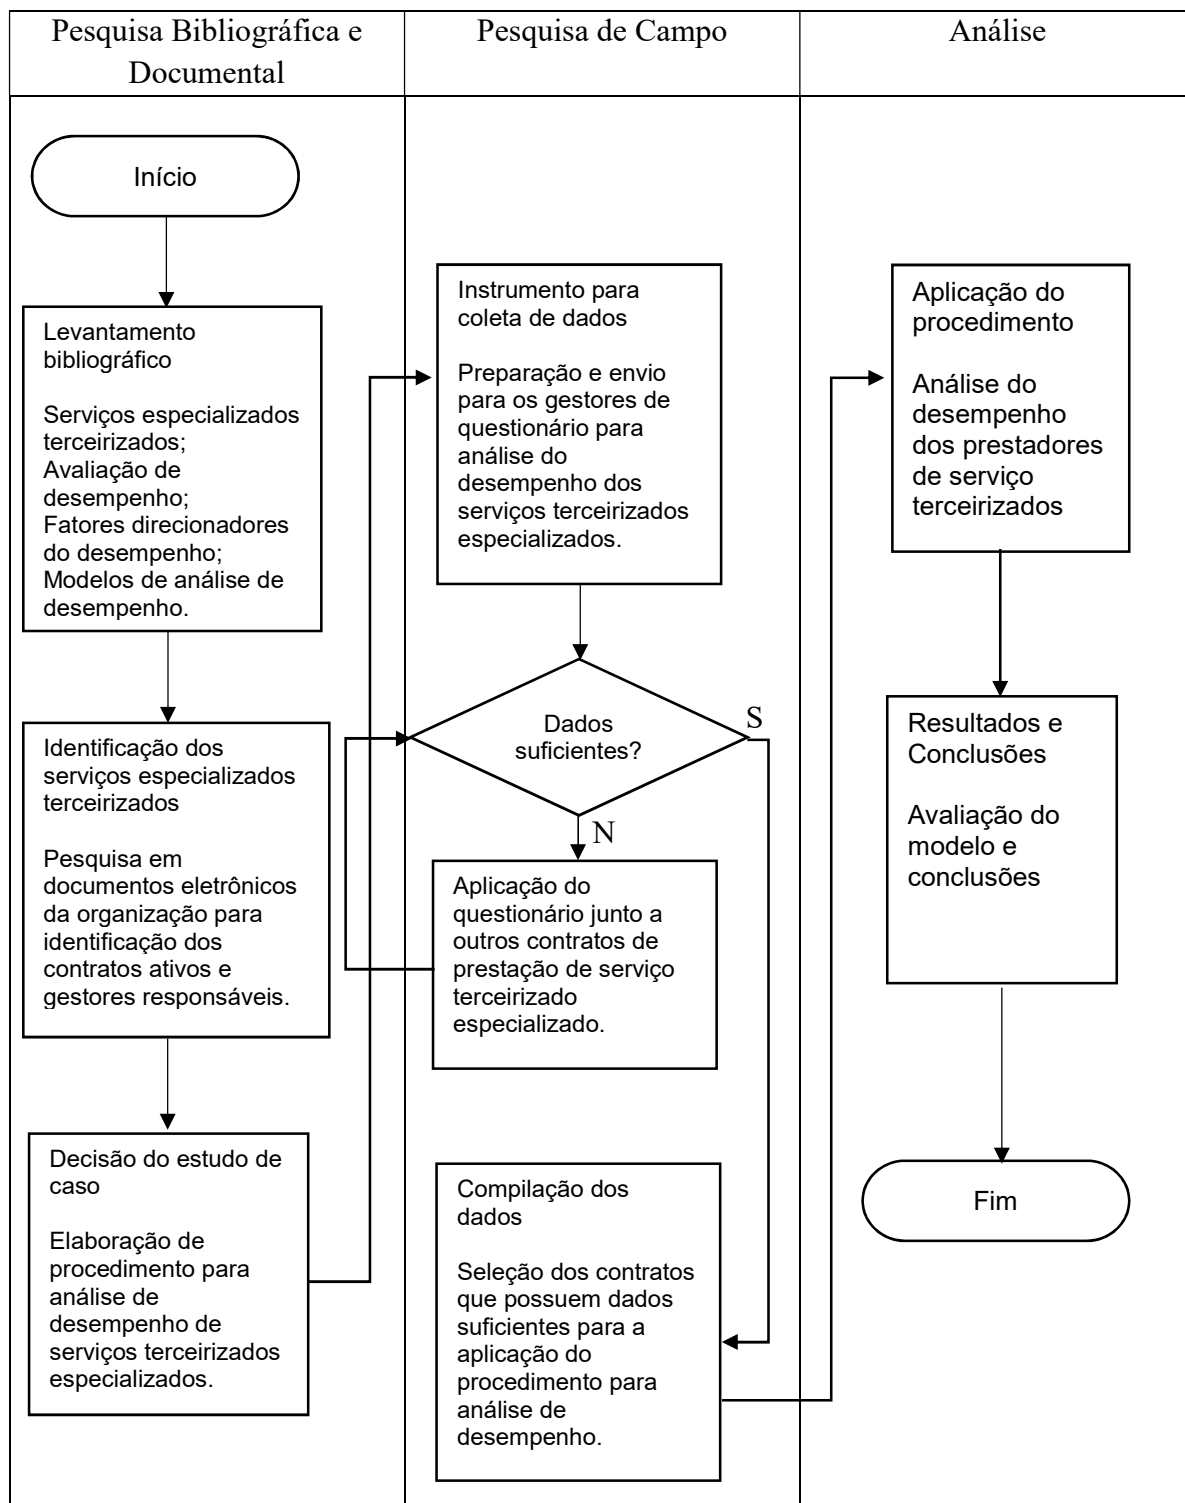 Pesquisa Bibliográfica e
Documental
Pesquisa de Campo
Análise
Início
Levantamento
bibliográfico
Serviços especializados
terceirizados;
Avaliação de
desempenho;
Fatores direcionadores
do desempenho;
Modelos de análise de
desempenho.
Identificação dos
serviços especializados
terceirizados
Pesquisa em
documentos eletrônicos
da organização para
identificação dos
contratos ativos e
gestores responsáveis.
Decisão do estudo de
caso
Elaboração de
procedimento para
análise de
desempenho de
serviços terceirizados
especializados.
Instrumento para
coleta de dados
Preparação e envio
para os gestores de
questionário para
análise do
desempenho dos
serviços terceirizados
especializados.
Dados
suficientes?
S
N
Aplicação do
questionário junto a
outros contratos de
prestação de serviço
terceirizado
especializado.
Compilação dos
dados
Seleção dos contratos
que possuem dados
suficientes para a
aplicação do
procedimento para
análise de
desempenho.
Aplicação do
procedimento
Análise do
desempenho
dos prestadores
de serviço
terceirizados
Resultados e
Conclusões
Avaliação do
modelo e
conclusões
Fim